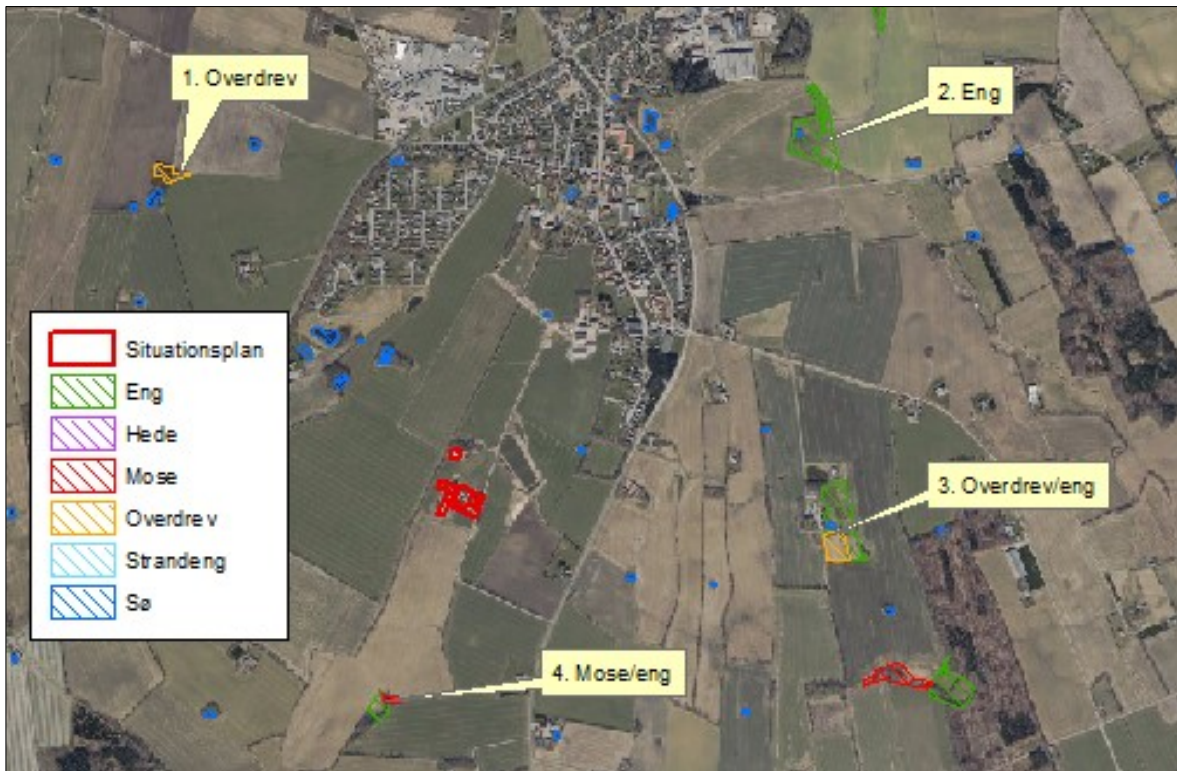 1. Overdrev
2. Eng
Situationsplan
Eng
Hede
Mose
Overdrev
Strandeng
Sø
3. Overdrev/eng
4. Mose/eng